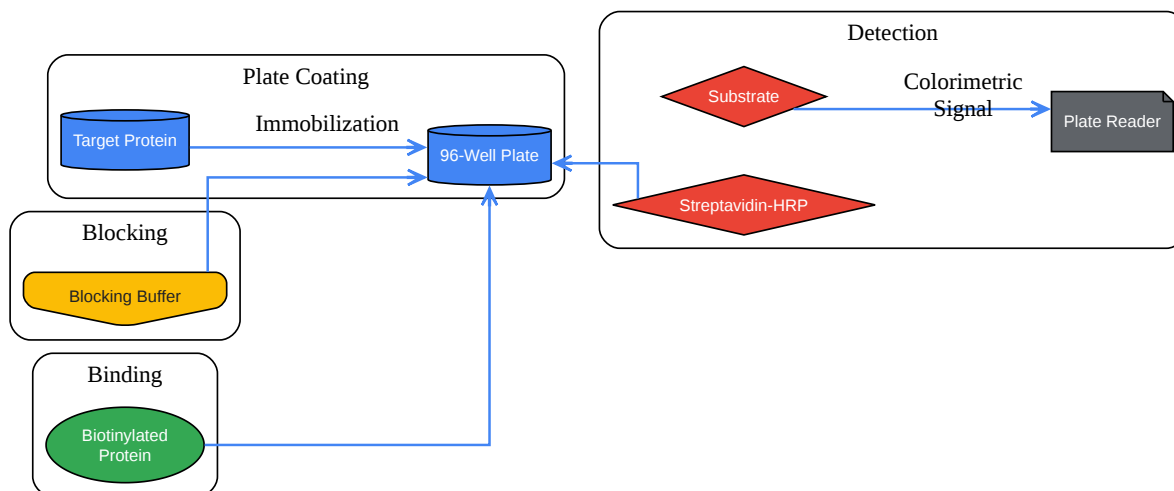 Plate Coating
Target Protein
Immobilization
96-Well Plate
Blocking
Blocking Buffer
Binding
Biotinylated
Protein
Detection
Substrate
Colorimetric
Signal
Plate Reader
Streptavidin-HRP